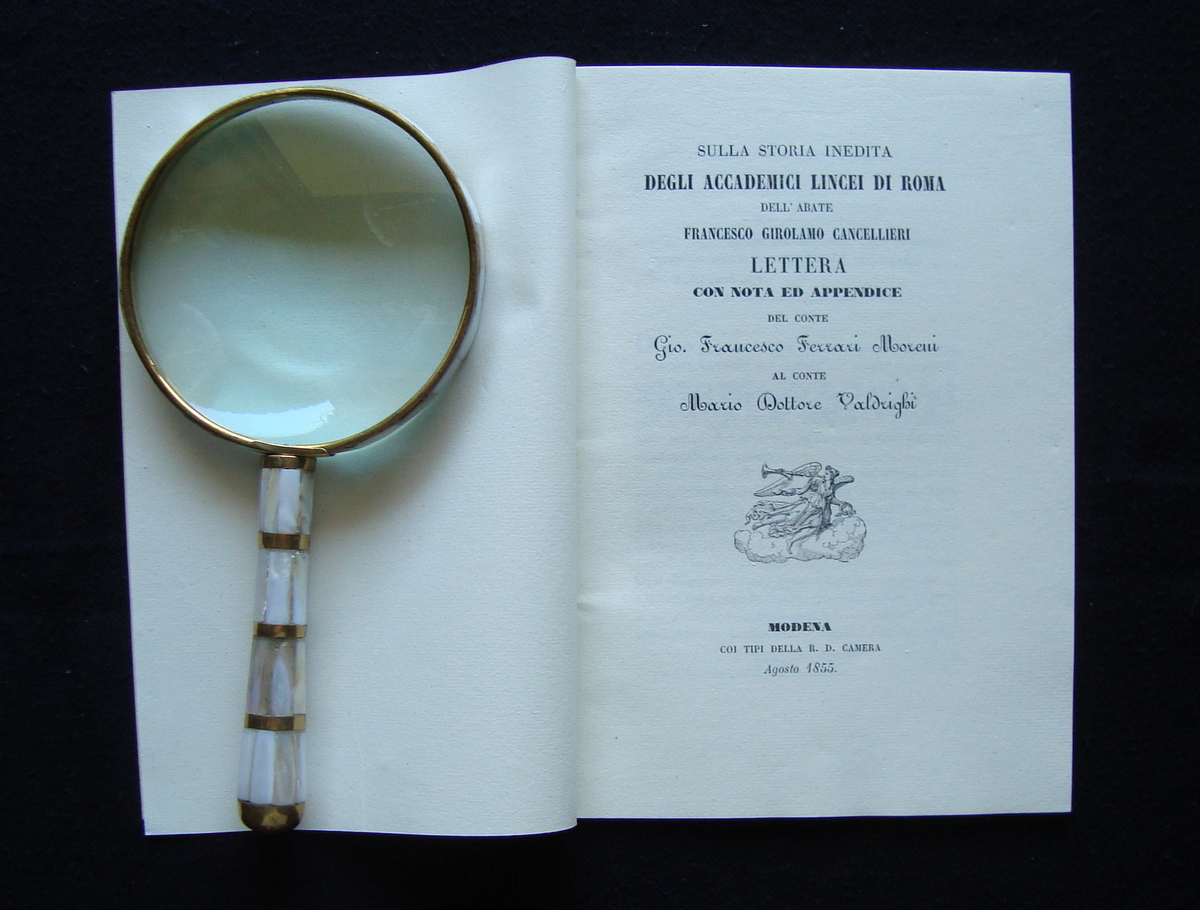 SULLA STORIA INEDITA
DEGLI ACCADEMICI LINCEI DI ROMA
DELL' ABATE
FRANCESCO GIROLAMO CANCELLIERI
LETTERA
CON NOTA ED APPENDICE
DEL CONTE
Gio. Francesco Ferrari Moreni
AL CONTE
Mario Dottore Valdrighi
MODENA
COI TIPI DELLA R. D. CAMERA
Agosto 1855.